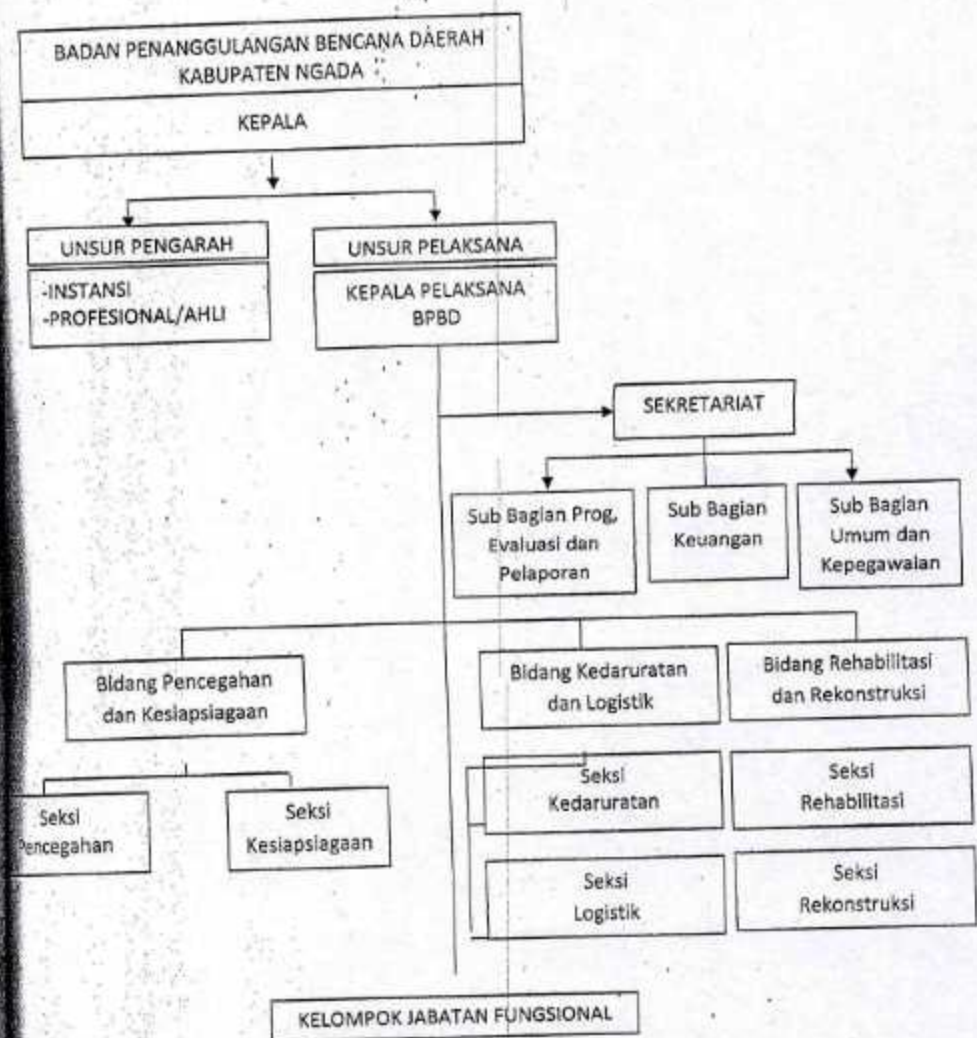 BADAN PENANGGULANGAN BENCANA DAERAH
KABUPATEN NGADA
KEPALA
UNSUR PENGARAH
-INSTANSI
-PROFESIONAL/AHLI
UNSUR PELAKSANA
KEPALA PELAKSANA
BPBD
SEKRETARIAT
Sub Bagian Prog,
Evaluasi dan
Pelaporan
Sub Bagian
Keuangan
Sub Bagian
Umum dan
Kepegawaian
Bidang Pencegahan
dan Kesiapsiagaan
Bidang Kedaruratan
dan Logistik
Bidang Rehabilitasi
dan Rekonstruksi
Seksi
Pencegahan
Seksi
Kesiapsiagaan
Seksi
Kedaruratan
Seksi
Rehabilitasi
Seksi
Logistik
Seksi
Rekonstruksi
KELOMPOK JABATAN FUNGSIONAL